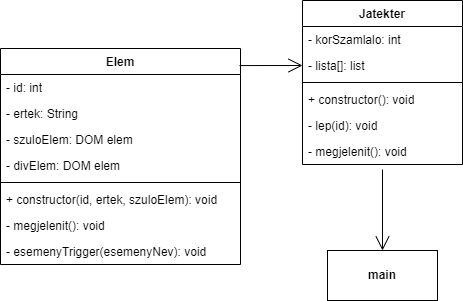 Jatekter
- korSzamlalo: int
- lista[]: list
+ constructor(): void
- lep(id): void
- megjelenit(): void
Elem
- id: int
- ertek: String
- szuloElem: DOM elem
- divElem: DOM elem
+ constructor(id, ertek, szuloElem): void
- megjelenit(): void
- esemenyTrigger(esemenyNev): void
main